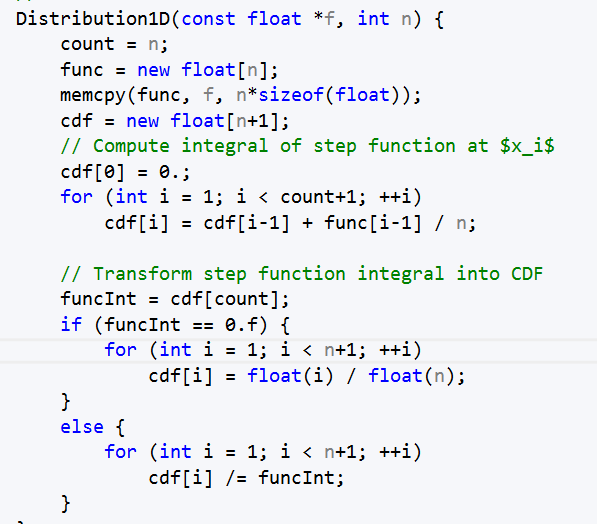 Distribution1D(const float *f, int n) {
    count = n;
    func = new float[n];
    memcpy(func, f, n*sizeof(float));
    cdf = new float[n+1];
    // Compute integral of step function at $x_i$
    cdf[0] = 0.;
    for (int i = 1; i < count+1; ++i)
        cdf[i] = cdf[i-1] + func[i-1] / n;

    // Transform step function integral into CDF
    funcInt = cdf[count];
    if (funcInt == 0.f) {
        for (int i = 1; i < n+1; ++i)
            cdf[i] = float(i) / float(n);
    }
    else {
        for (int i = 1; i < n+1; ++i)
            cdf[i] /= funcInt;
    }